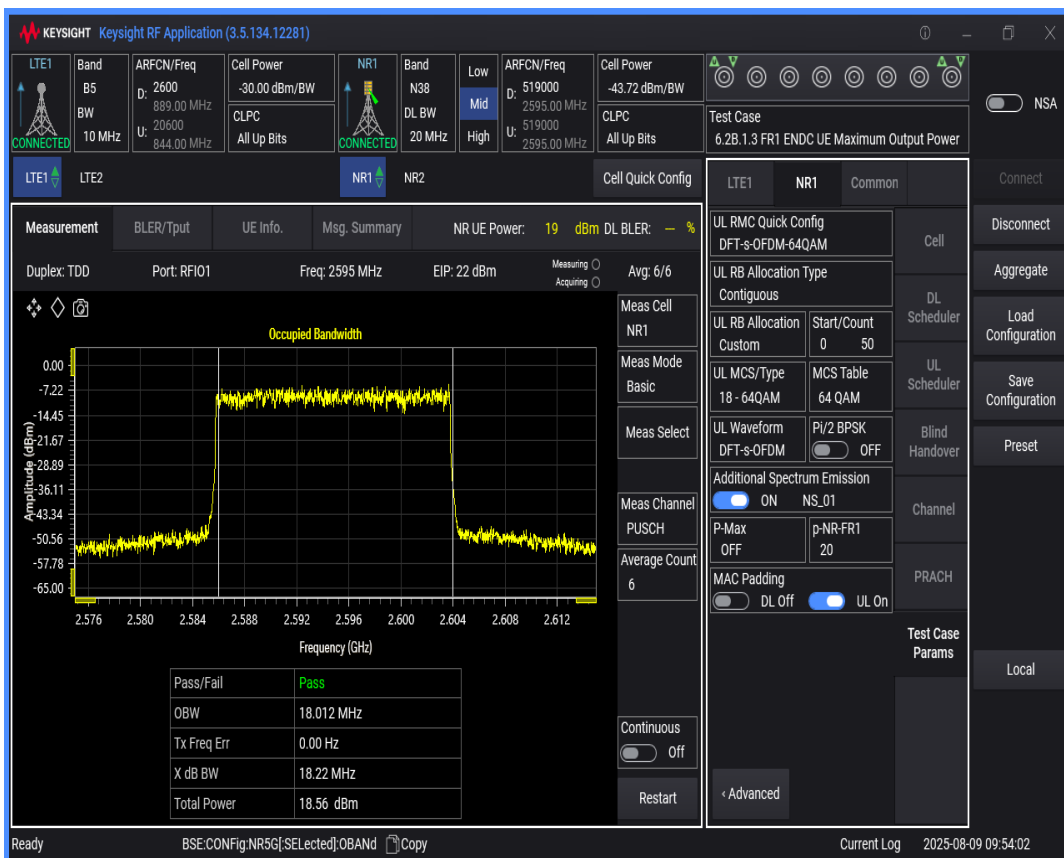 KEYSIGHT Keysight RF Application (3.5.134.12281)
LTE1
CONNECTED
Band
B5
BW
10 MHz
ARFCN/Freq
D: 2600
889.00 MHz
U: 20600
844.00 MHz
Cell Power
-30.00 dBm/BW
CLPC
All Up Bits
NR1
CONNECTED
Band
N38
DL BW
20 MHz
Low
Mid
High
ARFCN/Freq
D: 519000
2595.00 MHz
U: 519000
2595.00 MHz
Cell Power
-43.72 dBm/BW
CLPC
All Up Bits
Test Case
6.2B.1.3 FR1 ENDC UE Maximum Output Power
NSA
LTE1 LTE2
NR1 NR2
Cell Quick Config
Measurement BLER/Tput UE Info. Msg. Summary NR UE Power: 19 dBm DL BLER: — %
Duplex: TDD Port: RFIO1 Freq: 2595 MHz EIP: 22 dBm
Measuring
Acquiring
Avg: 6/6
Occupied Bandwidth
Amplitude (dBm)
0.00
-7.22
-14.45
-21.67
-28.89
-36.11
-43.34
-50.56
-57.78
-65.00
2.576 2.580 2.584 2.588 2.592 2.596 2.600 2.604 2.608 2.612
Frequency (GHz)
Pass/Fail Pass
OBW 18.012 MHz
Tx Freq Err 0.00 Hz
X dB BW 18.22 MHz
Total Power 18.56 dBm
Meas Cell
NR1
Meas Mode
Basic
Meas Select
Meas Channel
PUSCH
Average Count
6
Continuous
Off
Restart
LTE1 NR1 Common
UL RMC Quick Config
DFT-s-OFDM-64QAM
UL RB Allocation Type
Contiguous
UL RB Allocation
Custom
Start/Count
0 50
UL MCS/Type
18 - 64QAM
MCS Table
64 QAM
UL Waveform
DFT-s-OFDM
Pi/2 BPSK
OFF
Additional Spectrum Emission
ON NS_01
P-Max
OFF
p-NR-FR1
20
MAC Padding
DL Off UL On
‹ Advanced
Cell
DL
Scheduler
UL
Scheduler
Blind
Handover
Channel
PRACH
Test Case
Params
Connect
Disconnect
Aggregate
Load
Configuration
Save
Configuration
Preset
Local
Ready BSE:CONFig:NR5G[:SELected]:OBANd Copy Current Log 2025-08-09 09:54:02